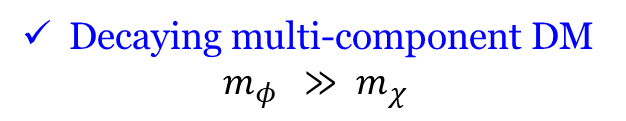 ✓ Decaying multi-component DM
m_ϕ ≫ m_χ